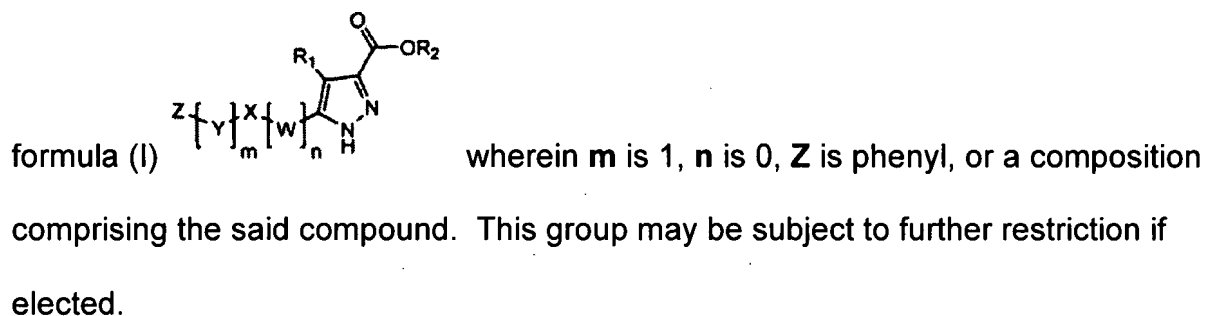 O
R₁ OR₂
Z Y X W N
m n N
H
formula (I) wherein m is 1, n is 0, Z is phenyl, or a composition
comprising the said compound. This group may be subject to further restriction if
elected.